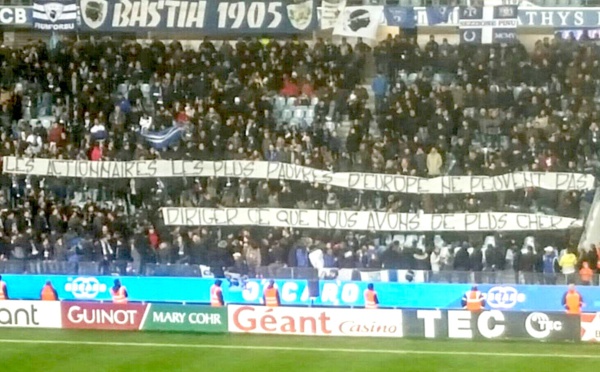 BASTIA 1905
LES ACTIONNAIRES LES PLUS PAUVRES D'EUROPE NE PEUVENT PAS
DIRIGER CE QUE NOUS AVONS DE PLUS CHER
OSCARO
GUINOT
MARY COHR
Géant Casino
TEC